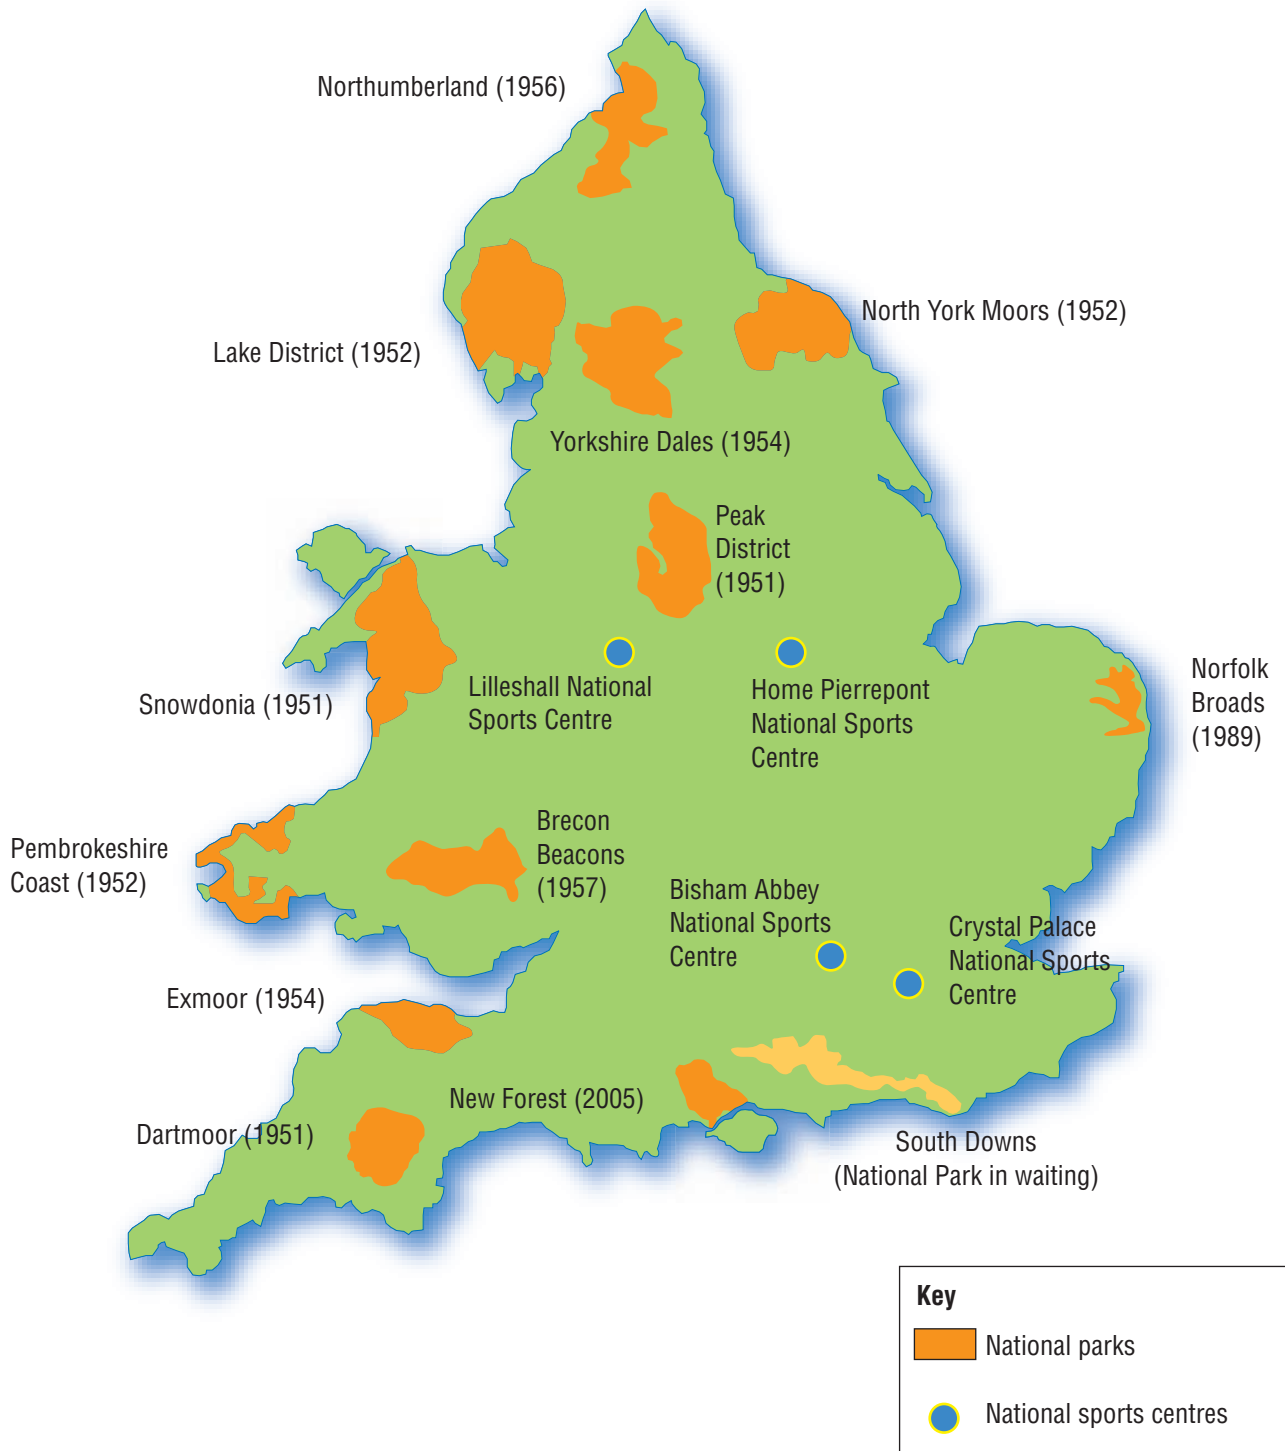 Northumberland (1956)
North York Moors (1952)
Lake District (1952)
Yorkshire Dales (1954)
Peak
District
(1951)
Snowdonia (1951)
Lilleshall National
Sports Centre
Home Pierrepont
National Sports
Centre
Norfolk
Broads
(1989)
Pembrokeshire
Coast (1952)
Brecon
Beacons
(1957)
Bisham Abbey
National Sports
Centre
Crystal Palace
National Sports
Centre
Exmoor (1954)
New Forest (2005)
Dartmoor (1951)
South Downs
(National Park in waiting)
Key
National parks
National sports centres